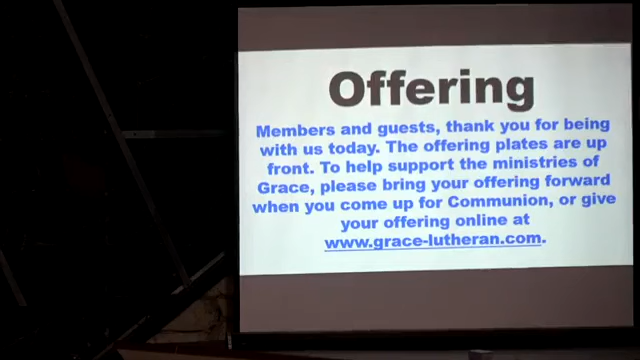 Offering
Members and guests, thank you for being
with us today. The offering plates are up
front. To help support the ministries of
Grace, please bring your offering forward
when you come up for Communion, or give
your offering online at
www.grace-lutheran.com.